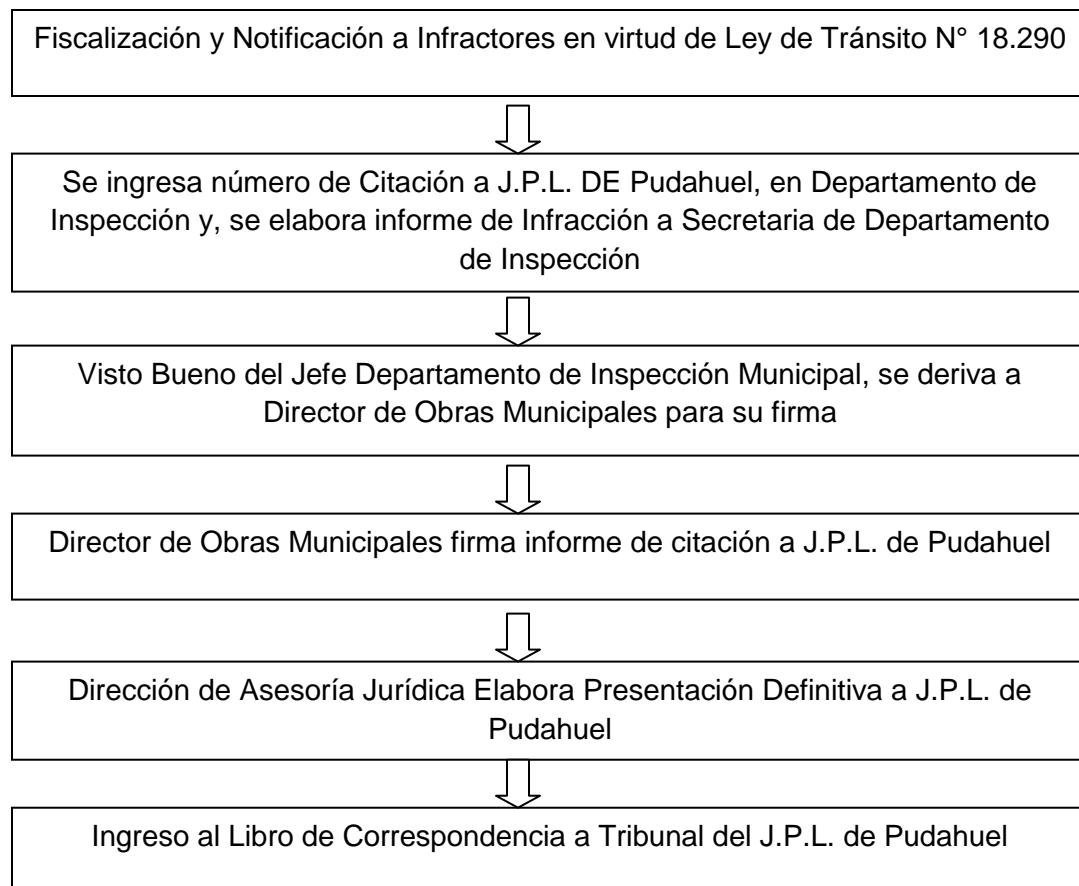 Fiscalización y Notificación a Infractores en virtud de Ley de Tránsito N° 18.290
Se ingresa número de Citación a J.P.L. DE Pudahuel, en Departamento de
Inspección y, se elabora informe de Infracción a Secretaria de Departamento
de Inspección
Visto Bueno del Jefe Departamento de Inspección Municipal, se deriva a
Director de Obras Municipales para su firma
Director de Obras Municipales firma informe de citación a J.P.L. de Pudahuel
Dirección de Asesoría Jurídica Elabora Presentación Definitiva a J.P.L. de
Pudahuel
Ingreso al Libro de Correspondencia a Tribunal del J.P.L. de Pudahuel